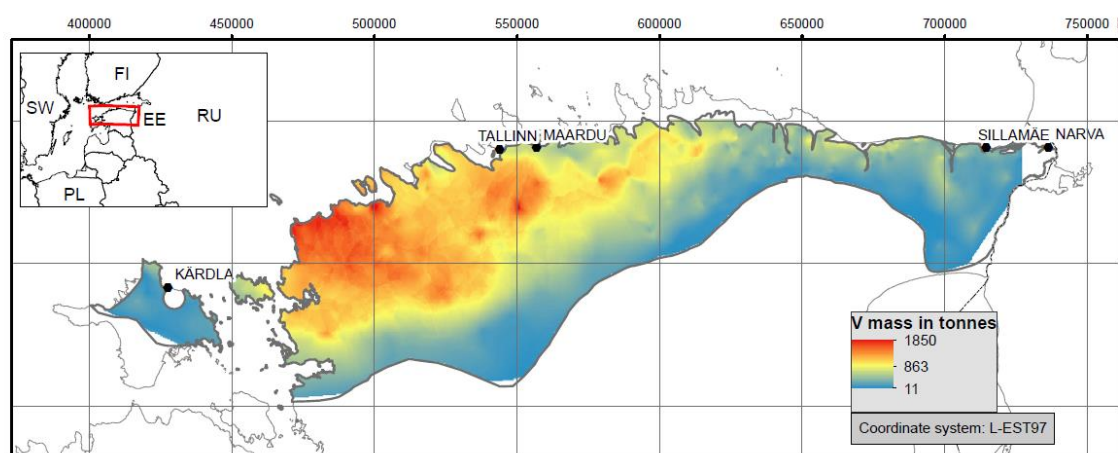 400000 450000 500000 550000 600000 650000 700000 750000
FI
SW
EE
RU
PL
TALLINN MAARDU
SILLAMÄE NARVA
KÄRDLA
V mass in tonnes
1850
863
11
Coordinate system: L-EST97